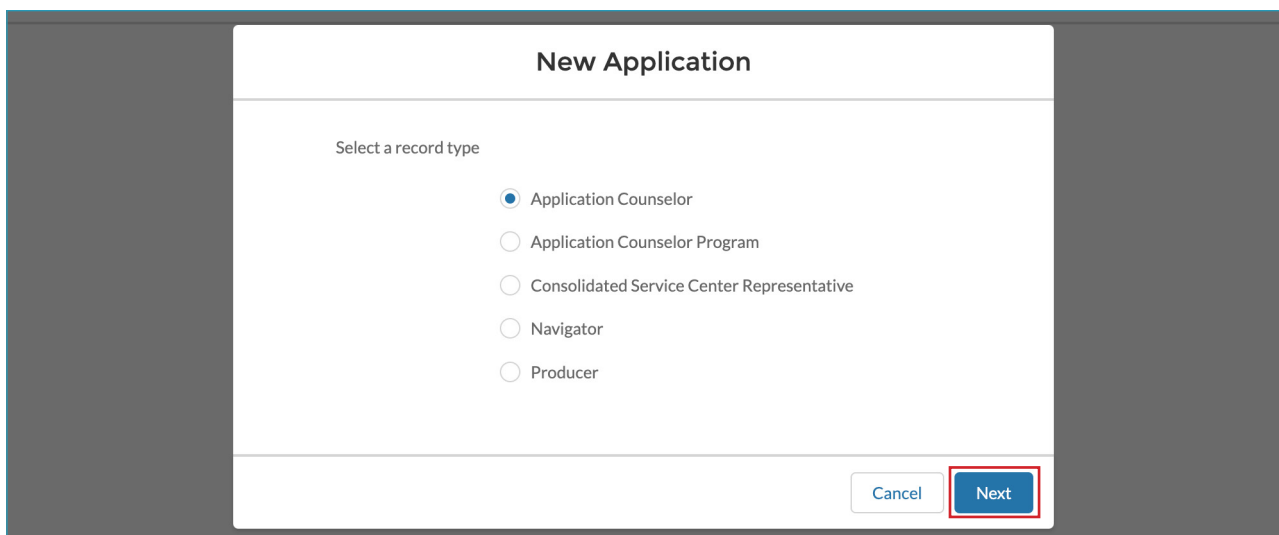 New Application
Select a record type
Application Counselor
Application Counselor Program
Consolidated Service Center Representative
Navigator
Producer
Cancel Next